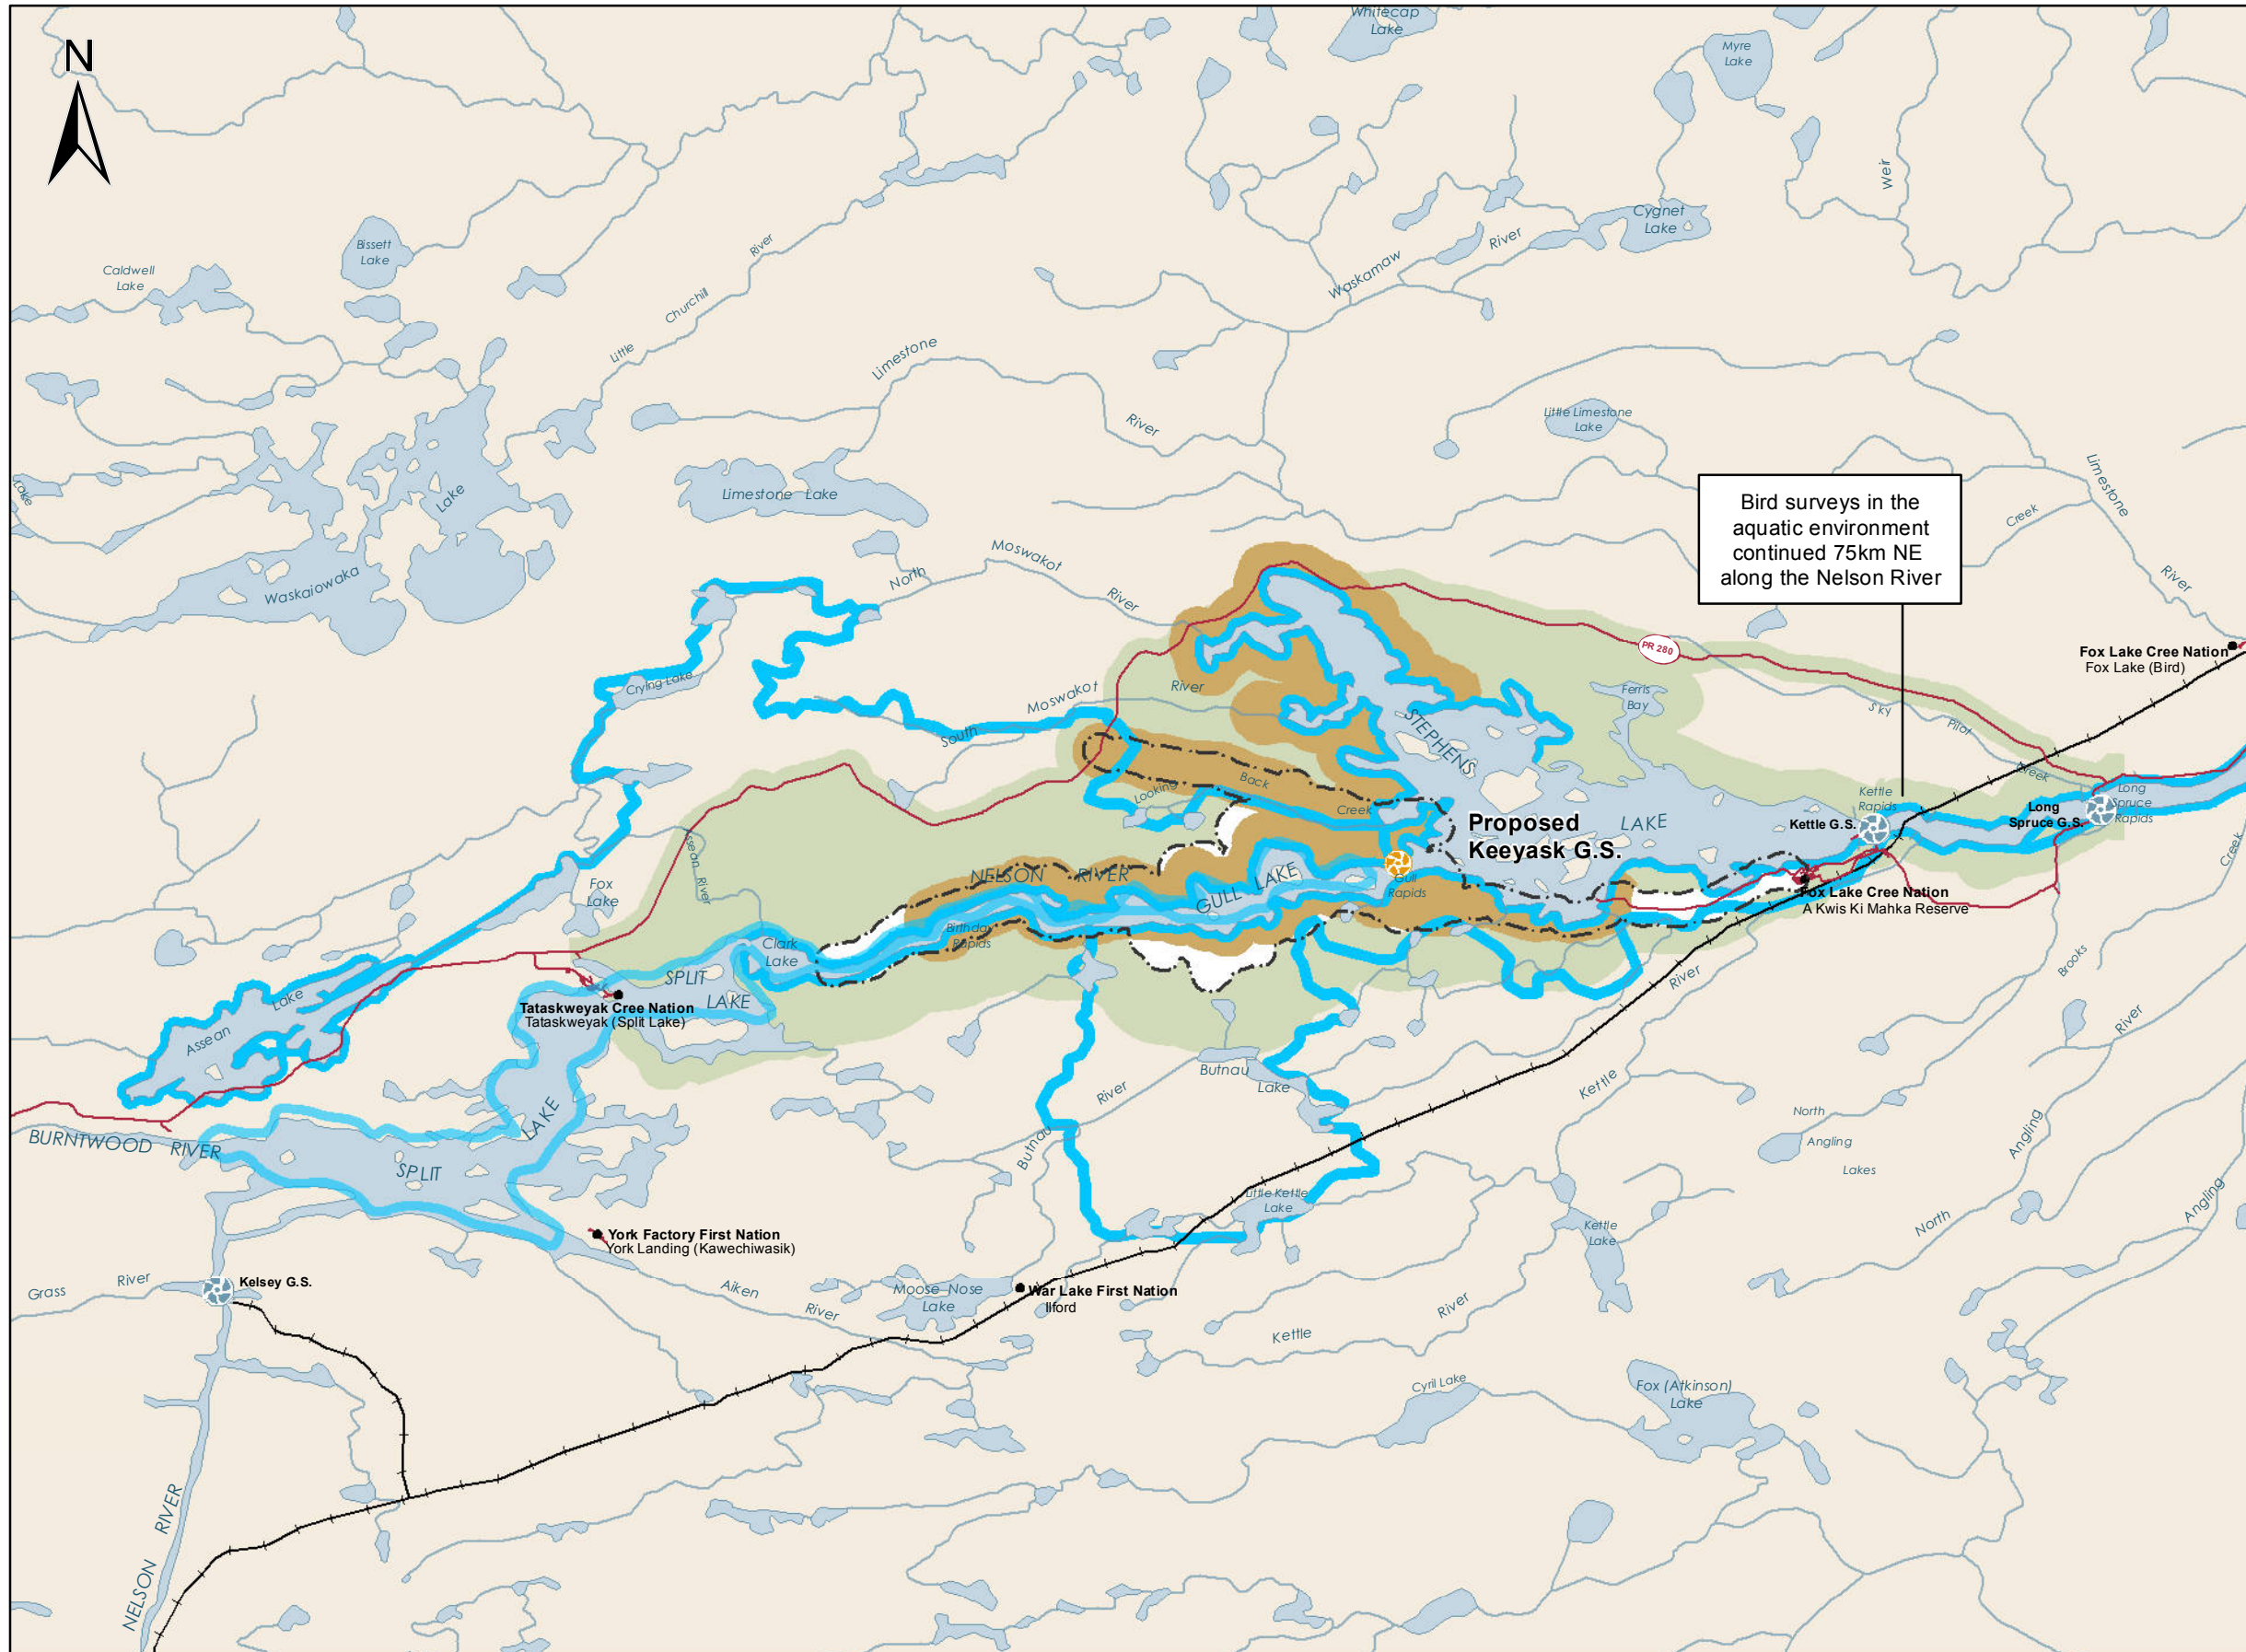 N
Whitecap
Lake
Myre
Lake
Weir
Cygnet
Lake
Bissett
Lake
Caldwell
Lake
Little Churchill River
Waskamaw River
Limestone River
Little Limestone
Lake
Lake
Lake
Waskaiowaka
Limestone Lake
Limestone
Creek
River
Bird surveys in the
aquatic environment
continued 75km NE
along the Nelson River
North Moswakot River
PR 280
Fox Lake Cree Nation
Fox Lake (Bird)
Crying Lake
South Moswakot River
Ferris
Bay
Sky Pilot Creek
STEPHENS
LAKE
Looking Back Creek
Kettle
Rapids
Long
Spruce
Rapids
Long
Spruce G.S.
Kettle G.S.
Proposed
Keeyask G.S.
Assean River
NELSON RIVER
GULL LAKE
Gull
Rapids
Fox
Lake
Fox Lake Cree Nation
A Kwis Ki Mahka Reserve
Creek
Birthday
Rapids
Clark
Lake
SPLIT
LAKE
Brooks
Assean Lake
Tataskweyak Cree Nation
Tataskweyak (Split Lake)
River
Butnau
Lake
Butnau River
Kettle
River
North
Angling
Lakes
Angling
River
BURNTWOOD RIVER
SPLIT
LAKE
Little Kettle
Lake
Kettle
Lake
North
Angling
York Factory First Nation
York Landing (Kawechiwasik)
Grass River
Kelsey G.S.
Aiken River
Moose Nose
Lake
War Lake First Nation
Ilford
Kettle River
Cyril Lake
Fox (Atkinson)
Lake
NELSON RIVER